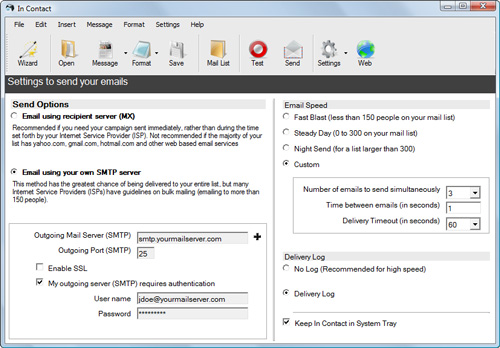 In Contact
File Edit Insert Message Format Settings Help
Wizard Open Message Format Save Mail List Test Send Settings Web
Settings to send your emails
Send Options
Email using recipient server (MX)
Recommended if you need your campaign sent immediately, rather than during the time
set forth by your Internet Service Provider (ISP). Not recommended if the majority of your
list has yahoo.com, gmail.com, hotmail.com and other web based email services
Email using your own SMTP server
This method has the greatest chance of being delivered to your entire list, but many
Internet Service Providers (ISPs) have guidelines on bulk mailing (emailing to more than
150 people).
Outgoing Mail Server (SMTP) smtp.yourmailserver.com
Outgoing Port (SMTP) 25
Enable SSL
My outgoing server (SMTP) requires authentication
User name jdoe@yourmailserver.com
Password *********
Email Speed
Fast Blast (less than 150 people on your mail list)
Steady Day (0 to 300 on your mail list)
Night Send (for a list larger than 300)
Custom
Number of emails to send simultaneously 3
Time between emails (in seconds) 1
Delivery Timeout (in seconds) 60
Delivery Log
No Log (Recommended for high speed)
Delivery Log
Keep In Contact in System Tray